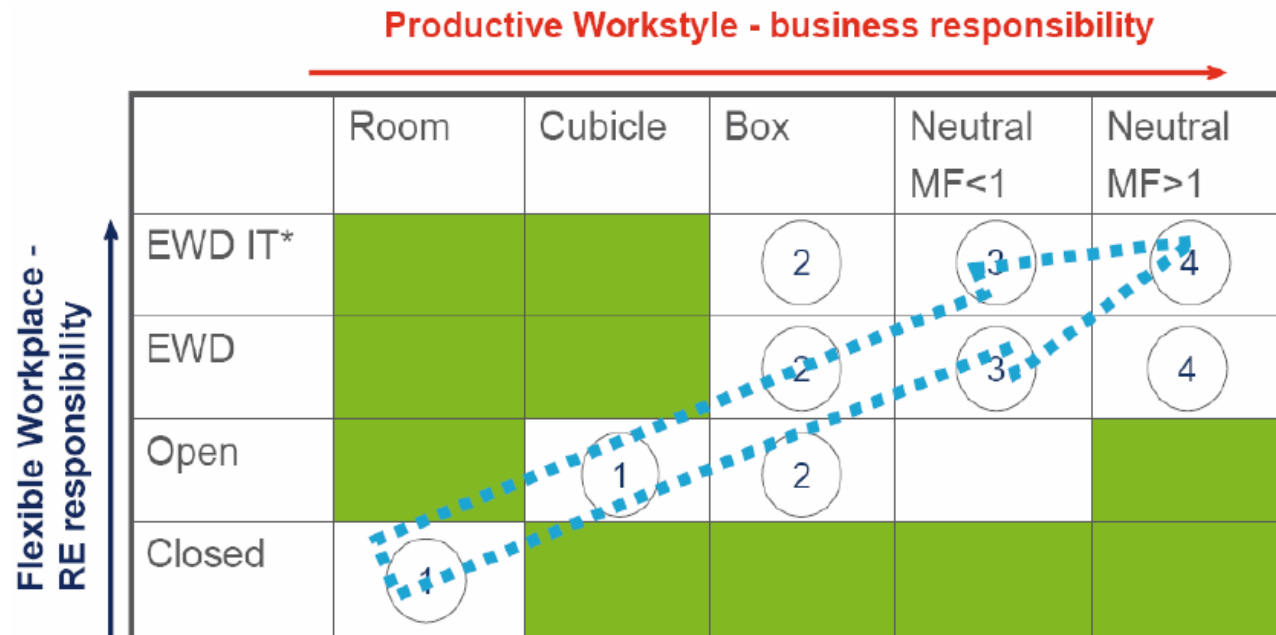 Productive Workstyle - business responsibility
Flexible Workplace -
RE responsibility
Room Cubicle Box Neutral Neutral
MF<1 MF>1
EWD IT* 2 3 4
EWD 2 3 4
Open 1 2
Closed 1